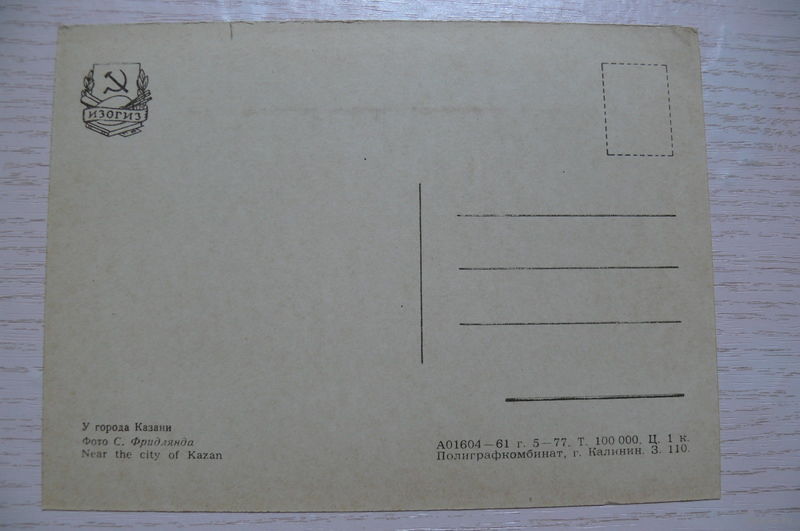 ИЗОГИЗ
У города Казани
Фото С. Фридлянда
Near the city of Kazan
А01604—61 г. 5—77. Т. 100 000. Ц. 1 к.
Полиграфкомбинат, г. Калинин. З. 110.